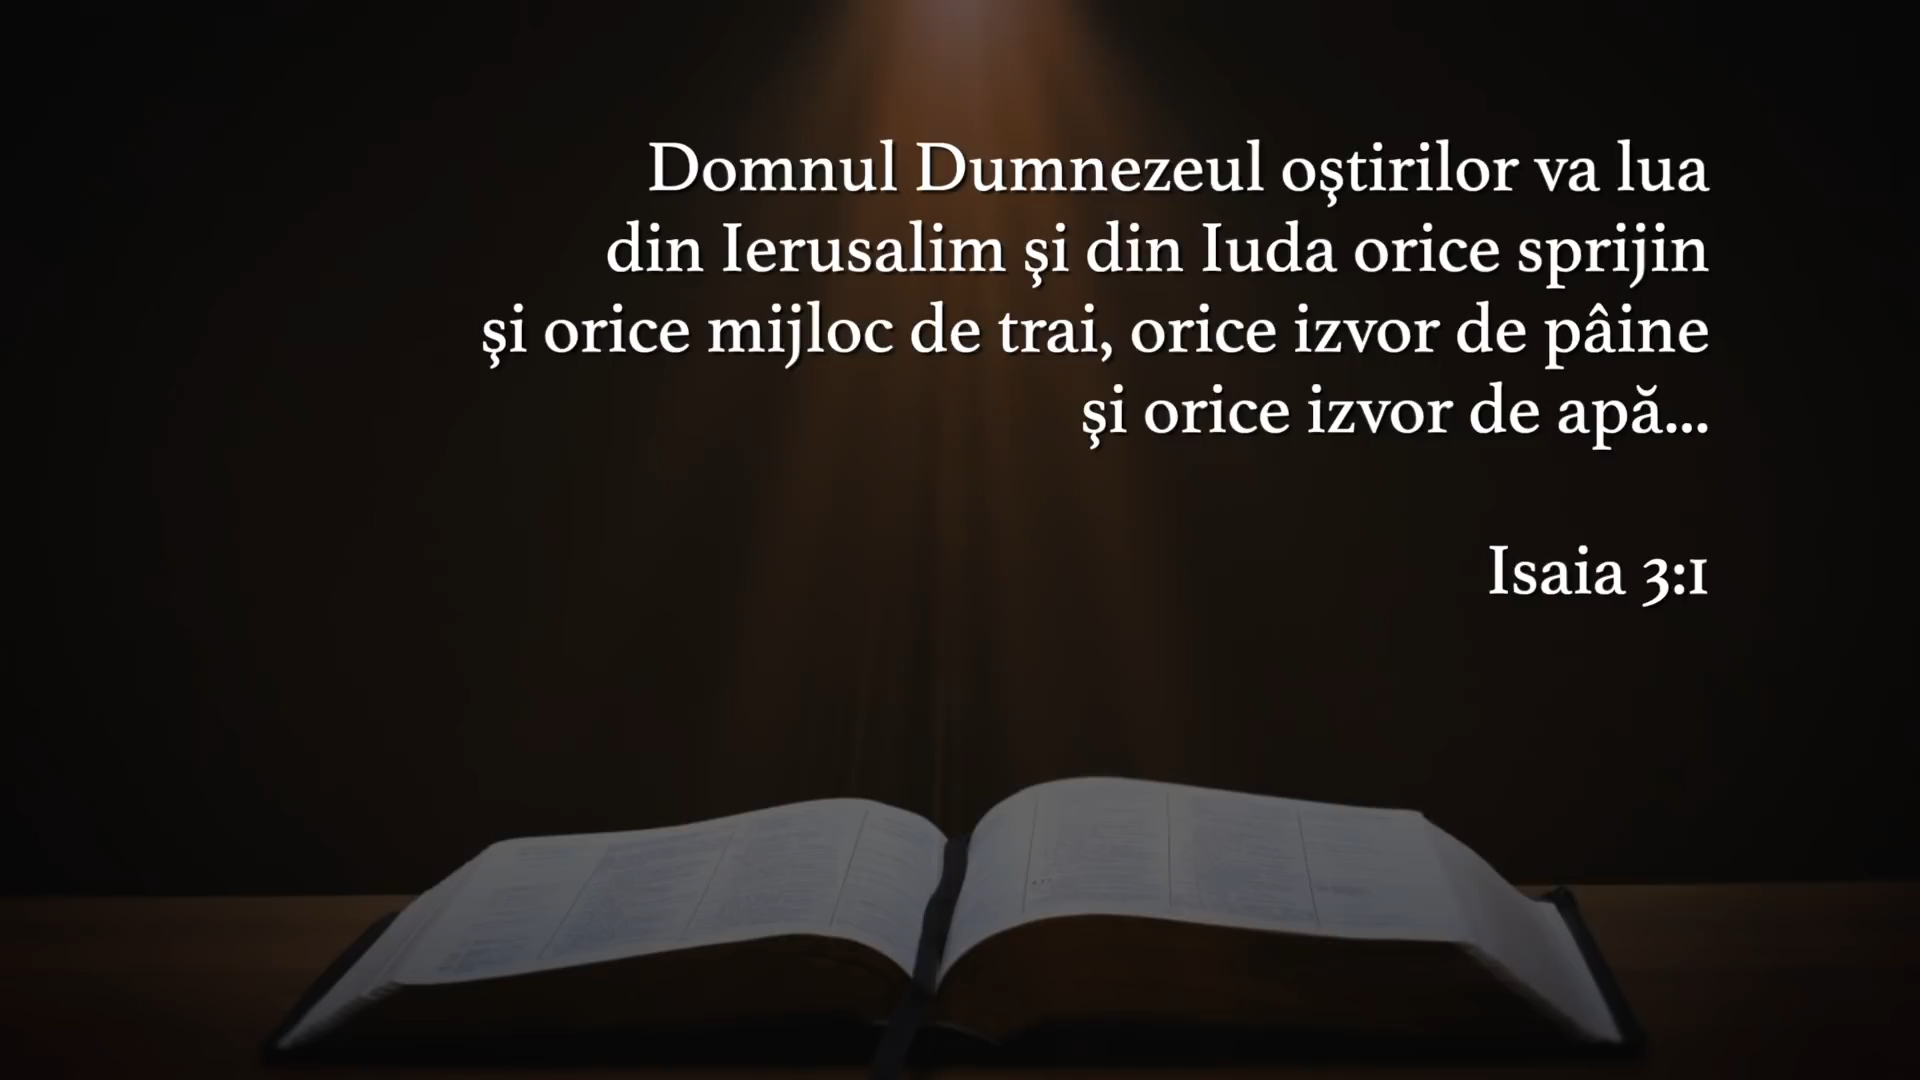 Domnul Dumnezeul oştirilor va lua
din Ierusalim şi din Iuda orice sprijin
şi orice mijloc de trai, orice izvor de pâine
şi orice izvor de apă...
Isaia 3:1